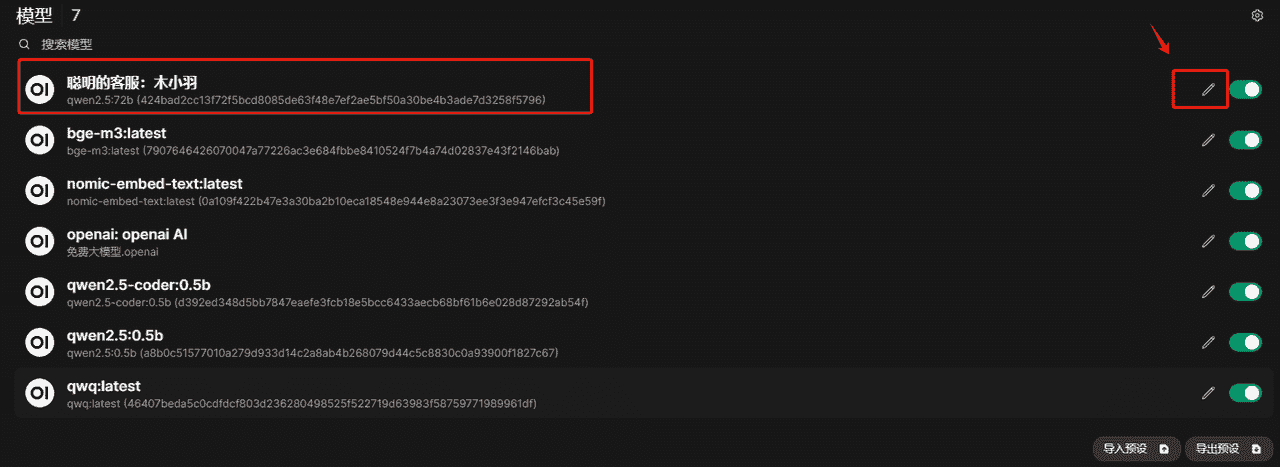 模型 7
搜索模型
聪明的客服：木小羽
qwen2.5:72b (424bad2cc13f72f5bcd8085de63f48e7ef2ae5bf50a30be4b3ade7d3258f5796)
bge-m3:latest
bge-m3:latest (7907646426070047a77226ac3e684fbbe8410524f7b4a74d02837e43f2146bab)
nomic-embed-text:latest
nomic-embed-text:latest (0a109f422b47e3a30ba2b10eca18548e944e8a23073ee3f3e947efcf3c45e59f)
openai: openai AI
免费大模型.openai
qwen2.5-coder:0.5b
qwen2.5-coder:0.5b (d392ed348d5bb7847eaefe3fcb18e5bcc6433aecb68bf61b6e028d87292ab54f)
qwen2.5:0.5b
qwen2.5:0.5b (a8b0c51577010a279d933d14c2a8ab4b268079d44c5c8830c0a93900f1827c67)
qwq:latest
qwq:latest (46407beda5c0cdfdcf803d236280498525f522719d63983f58759771989961df)
导入预设 导出预设